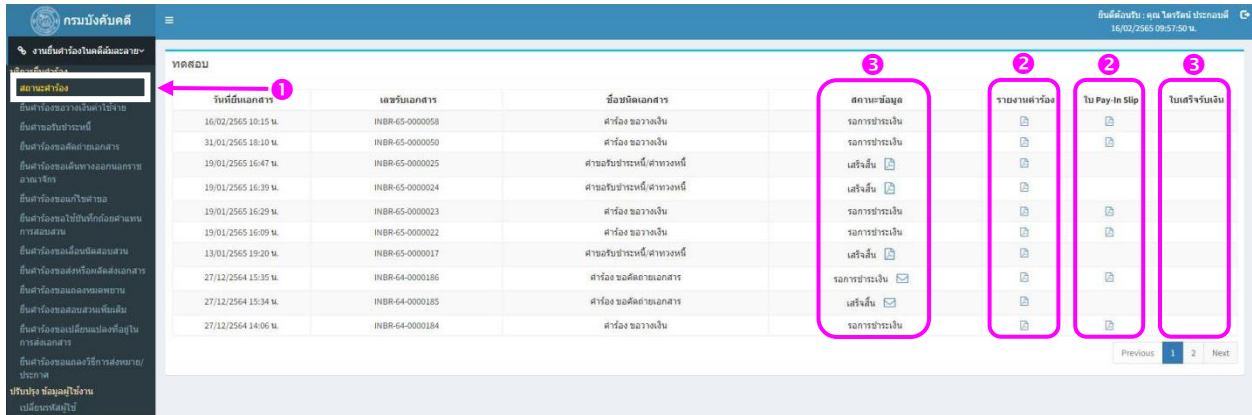 กรมบังคับคดี
ยินดีต้อนรับ : คุณ ไตรรัตน์ ประกอบดี
16/02/2565 09:57:50 น.
งานยื่นคำร้องในคดีล้มละลาย
บริการยื่นคำร้อง
สถานะคำร้อง
ยื่นคำร้องขอวางเงินค่าใช้จ่าย
ยื่นคำขอรับชำระหนี้
ยื่นคำร้องขอคัดถ่ายเอกสาร
ยื่นคำร้องขอเดินทางออกนอกราช
อาณาจักร
ยื่นคำร้องขอแก้ไขคำขอ
ยื่นคำร้องขอใช้บันทึกถ้อยคำแทน
การสอบสวน
ยื่นคำร้องขอเลื่อนนัดสอบสวน
ยื่นคำร้องขอส่งหรือผลัดส่งเอกสาร
ยื่นคำร้องขอแถลงหมดพยาน
ยื่นคำร้องขอสอบสวนเพิ่มเติม
ยื่นคำร้องขอเปลี่ยนแปลงที่อยู่ใน
การส่งเอกสาร
ยื่นคำร้องขอแถลงวิธีการส่งหมาย/
ประกาศ
ปรับปรุง ข้อมูลผู้ใช้งาน
เปลี่ยนรหัสผู้ใช้
ทดสอบ
1
3 2 2 3
วันที่ยื่นเอกสาร เลขรับเอกสาร ชื่อชนิดเอกสาร สถานะข้อมูล รายงานคำร้อง ใบ Pay-In Slip ใบเสร็จรับเงิน
16/02/2565 10:15 น. INBR-65-0000058 คำร้อง ขอวางเงิน รอการชำระเงิน
31/01/2565 18:10 น. INBR-65-0000050 คำร้อง ขอวางเงิน รอการชำระเงิน
19/01/2565 16:47 น. INBR-65-0000025 คำขอรับชำระหนี้/คำทวงหนี้ เสร็จสิ้น
19/01/2565 16:39 น. INBR-65-0000024 คำขอรับชำระหนี้/คำทวงหนี้ เสร็จสิ้น
19/01/2565 16:29 น. INBR-65-0000023 คำร้อง ขอวางเงิน รอการชำระเงิน
19/01/2565 16:09 น. INBR-65-0000022 คำร้อง ขอวางเงิน รอการชำระเงิน
13/01/2565 19:20 น. INBR-65-0000017 คำขอรับชำระหนี้/คำทวงหนี้ เสร็จสิ้น
27/12/2564 15:35 น. INBR-64-0000186 คำร้อง ขอคัดถ่ายเอกสาร รอการชำระเงิน
27/12/2564 15:34 น. INBR-64-0000185 คำร้อง ขอคัดถ่ายเอกสาร เสร็จสิ้น
27/12/2564 14:06 น. INBR-64-0000184 คำร้อง ขอวางเงิน รอการชำระเงิน
Previous 1 2 Next